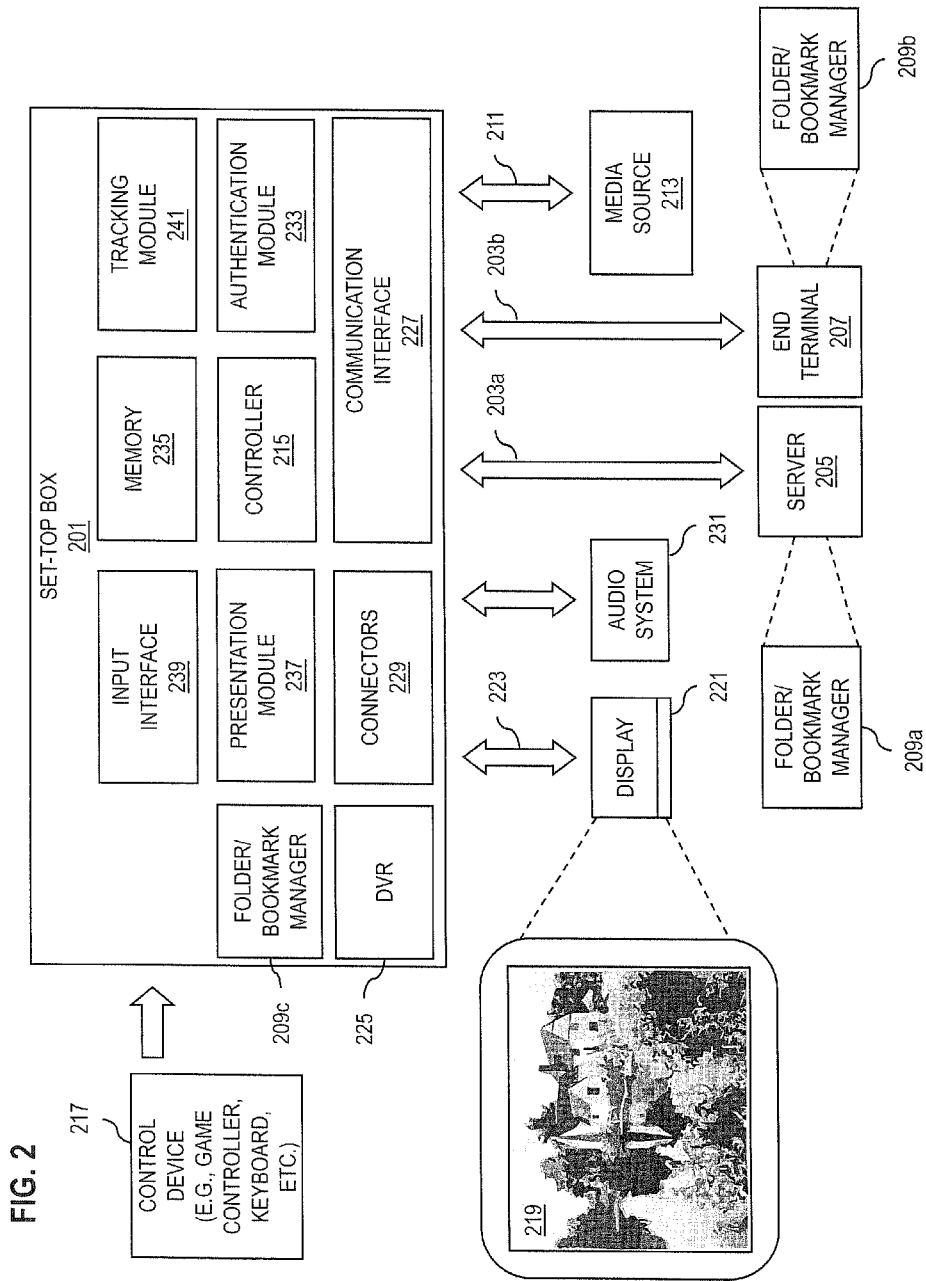 FIG. 2
217
CONTROL
DEVICE
(E.G., GAME
CONTROLLER,
KEYBOARD,
ETC,)
SET-TOP BOX
201
INPUT
INTERFACE
239
MEMORY
235
TRACKING
MODULE
241
FOLDER/
BOOKMARK
MANAGER
209c
PRESENTATION
MODULE
237
CONTROLLER
215
AUTHENTICATION
MODULE
233
DVR
225
CONNECTORS
229
COMMUNICATION
INTERFACE
227
223
203a
203b
211
219
DISPLAY
221
AUDIO
SYSTEM
231
MEDIA
SOURCE
213
FOLDER/
BOOKMARK
MANAGER
209a
SERVER
205
END
TERMINAL
207
FOLDER/
BOOKMARK
MANAGER
209b